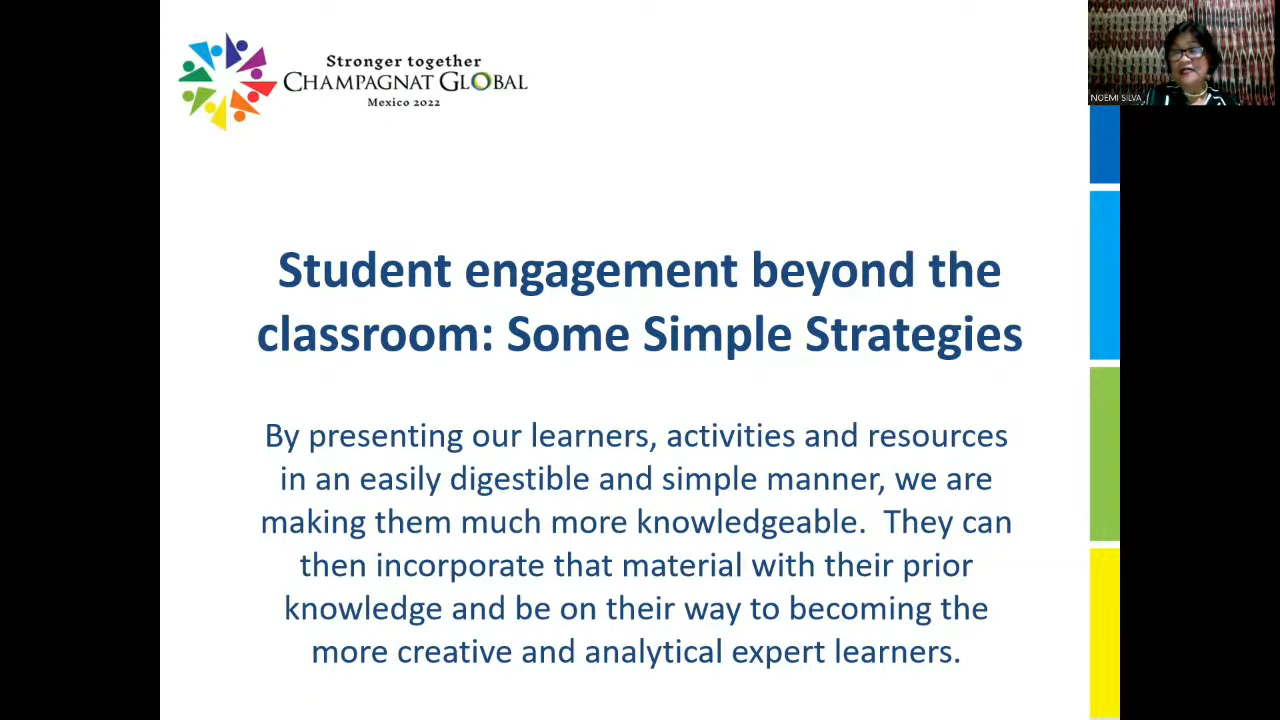 Stronger together
CHAMPAGNAT GLOBAL
Mexico 2022
NOEMI SILVA
Student engagement beyond the
classroom: Some Simple Strategies
By presenting our learners, activities and resources
in an easily digestible and simple manner, we are
making them much more knowledgeable.  They can
then incorporate that material with their prior
knowledge and be on their way to becoming the
more creative and analytical expert learners.